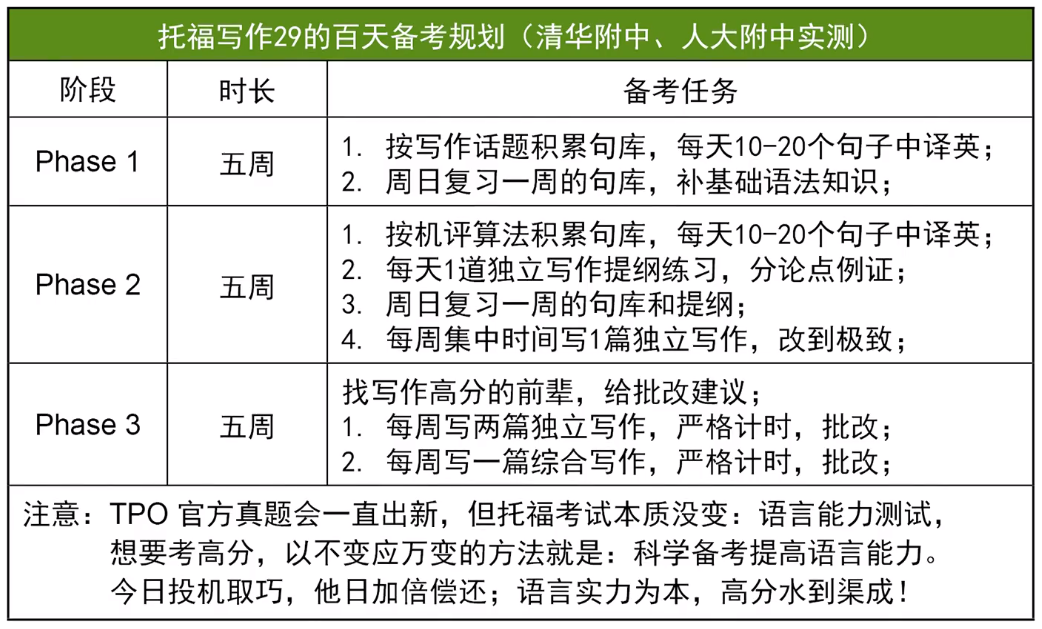 托福写作29的百天备考规划（清华附中、人大附中实测）
阶段 时长 备考任务
Phase 1 五周
1. 按写作话题积累句库，每天10-20个句子中译英；
2. 周日复习一周的句库，补基础语法知识；
Phase 2 五周
1. 按机评算法积累句库，每天10-20个句子中译英；
2. 每天1道独立写作提纲练习，分论点例证；
3. 周日复习一周的句库和提纲；
4. 每周集中时间写1篇独立写作，改到极致；
Phase 3 五周
找写作高分的前辈，给批改建议；
1. 每周写两篇独立写作，严格计时，批改；
2. 每周写一篇综合写作，严格计时，批改；
注意：TPO 官方真题会一直出新，但托福考试本质没变：语言能力测试，
想要考高分，以不变应万变的方法就是：科学备考提高语言能力。
今日投机取巧，他日加倍偿还；语言实力为本，高分水到渠成！